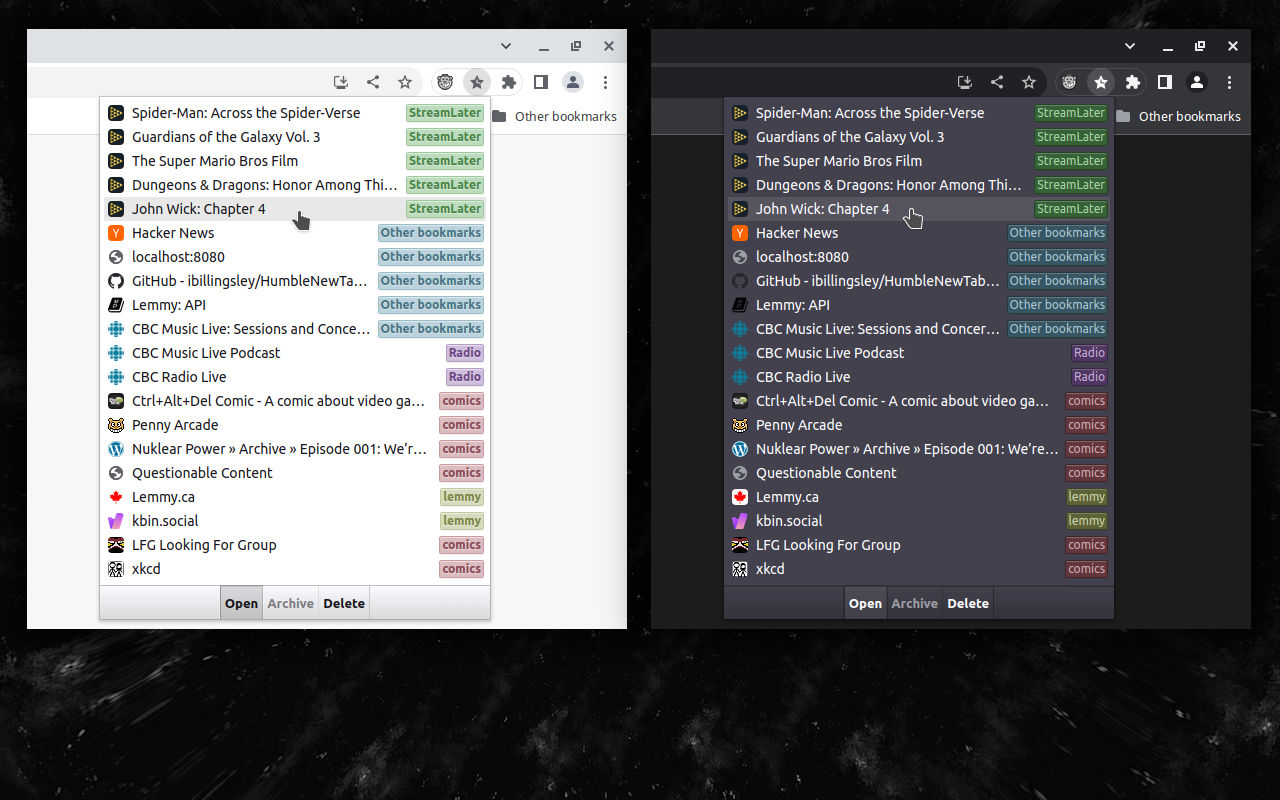 Other bookmarks
Spider-Man: Across the Spider-Verse StreamLater
Guardians of the Galaxy Vol. 3 StreamLater
The Super Mario Bros Film StreamLater
Dungeons & Dragons: Honor Among Thi... StreamLater
John Wick: Chapter 4 StreamLater
Hacker News Other bookmarks
localhost:8080 Other bookmarks
GitHub - ibillingsley/HumbleNewTa... Other bookmarks
Lemmy: API Other bookmarks
CBC Music Live: Sessions and Conce... Other bookmarks
CBC Music Live Podcast Radio
CBC Radio Live Radio
Ctrl+Alt+Del Comic - A comic about video ga... comics
Penny Arcade comics
Nuklear Power » Archive » Episode 001: We'r... comics
Questionable Content comics
Lemmy.ca lemmy
kbin.social lemmy
LFG Looking For Group comics
xkcd comics
Open Archive Delete
Other bookmarks
Spider-Man: Across the Spider-Verse StreamLater
Guardians of the Galaxy Vol. 3 StreamLater
The Super Mario Bros Film StreamLater
Dungeons & Dragons: Honor Among Thi... StreamLater
John Wick: Chapter 4 StreamLater
Hacker News Other bookmarks
localhost:8080 Other bookmarks
GitHub - ibillingsley/HumbleNewTab... Other bookmarks
Lemmy: API Other bookmarks
CBC Music Live: Sessions and Concer... Other bookmarks
CBC Music Live Podcast Radio
CBC Radio Live Radio
Ctrl+Alt+Del Comic - A comic about video ga... comics
Penny Arcade comics
Nuklear Power » Archive » Episode 001: We're... comics
Questionable Content comics
Lemmy.ca lemmy
kbin.social lemmy
LFG Looking For Group comics
xkcd comics
Open Archive Delete